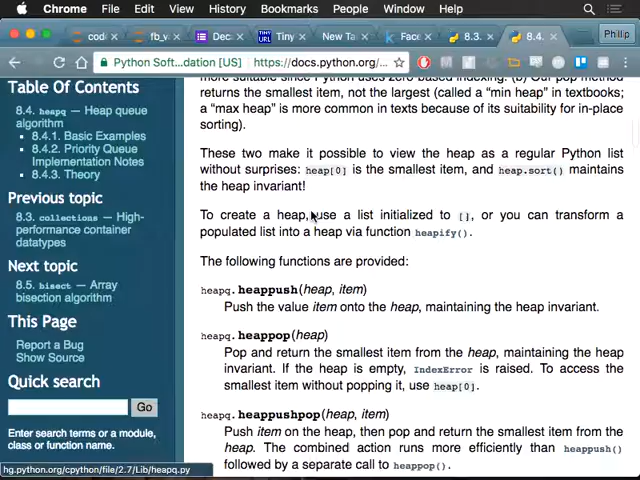 Chrome File Edit View History Bookmarks People Window Help
cod fb_v Dec Tiny New Ta Face 8.3. 8.4. Philip
Python Soft...dation [US] https://docs.python.org/...
Table Of Contents
8.4. heapq — Heap queue
algorithm
8.4.1. Basic Examples
8.4.2. Priority Queue
Implementation Notes
8.4.3. Theory
Previous topic
8.3. collections — High-
performance container
datatypes
Next topic
8.5. bisect — Array
bisection algorithm
This Page
Report a Bug
Show Source
Quick search
Go
Enter search terms or a module,
class or function name.
hg.python.org/cpython/file/2.7/Lib/heapq.py
more suitable since Python uses zero-based indexing. (b) Our pop method
returns the smallest item, not the largest (called a “min heap” in textbooks;
a “max heap” is more common in texts because of its suitability for in-place
sorting).
These two make it possible to view the heap as a regular Python list
without surprises: heap[0] is the smallest item, and heap.sort() maintains
the heap invariant!
To create a heap, use a list initialized to [], or you can transform a
populated list into a heap via function heapify().
The following functions are provided:
heapq.heappush(heap, item)
Push the value item onto the heap, maintaining the heap invariant.
heapq.heappop(heap)
Pop and return the smallest item from the heap, maintaining the heap
invariant. If the heap is empty, IndexError is raised. To access the
smallest item without popping it, use heap[0].
heapq.heappushpop(heap, item)
Push item on the heap, then pop and return the smallest item from the
heap. The combined action runs more efficiently than heappush()
followed by a separate call to heappop().